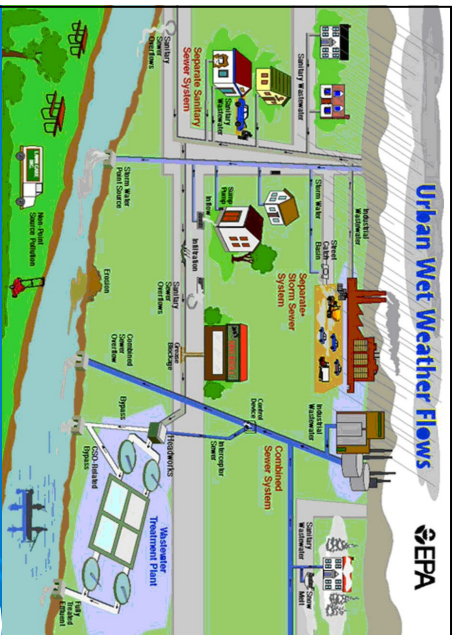 Urban Wet Weather Flows
EPA
Sanitary Wastewater
Sanitary
Wastewater
Separate Sanitary
Sewer System
Sanitary
Sewer
Overflows
Industrial
Wastewater
Storm Water
Street
Catch
Basin
Separate
Storm Sewer
System
Sump
Pump
Inflow
Infiltration
Sanitary
Sewer
Overflows
Storm Water
Point Source
Non-Point
Source Pollution
Erosion
Grease
Blockage
Combined
Sewer
Overflow
Control
Device
Industrial
Wastewater
Combined
Sewer System
Interceptor
Sewer
Sanitary
Wastewater
Snow
Melt
Bypass
Headworks
CSO-Related
Bypass
Wastewater
Treatment Plant
Fully
Treated
Effluent